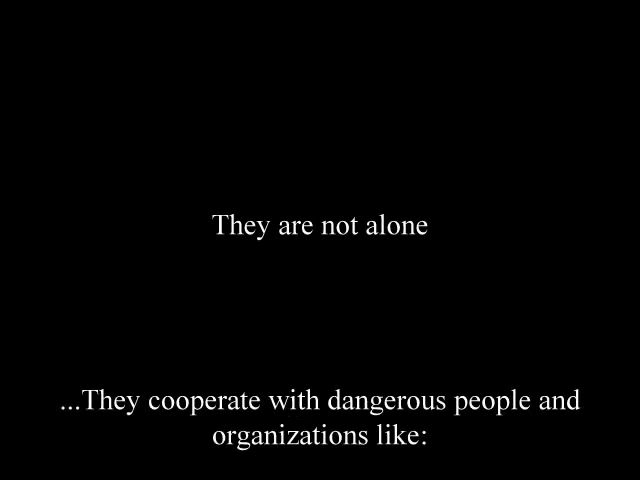 They are not alone
...They cooperate with dangerous people and
organizations like: